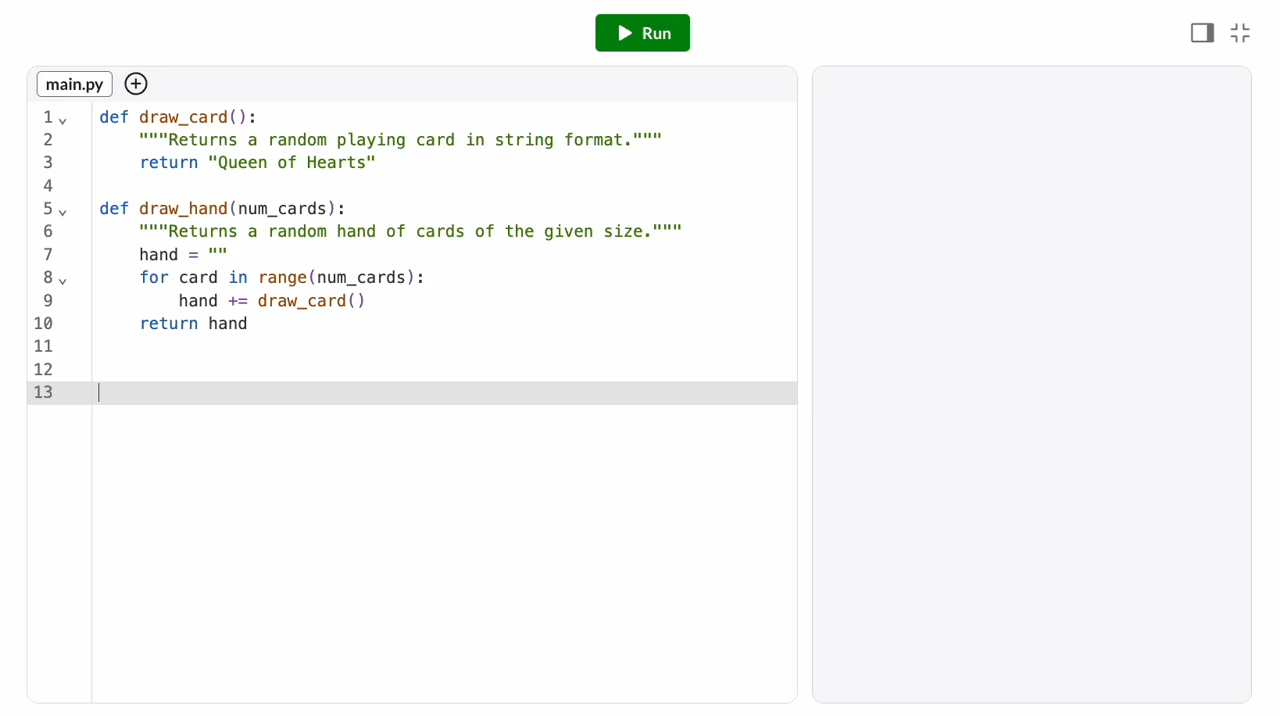 Run
main.py
1 def draw_card():
2     """Returns a random playing card in string format."""
3     return "Queen of Hearts"
4
5 def draw_hand(num_cards):
6     """Returns a random hand of cards of the given size."""
7     hand = ""
8     for card in range(num_cards):
9         hand += draw_card()
10     return hand
11
12
13